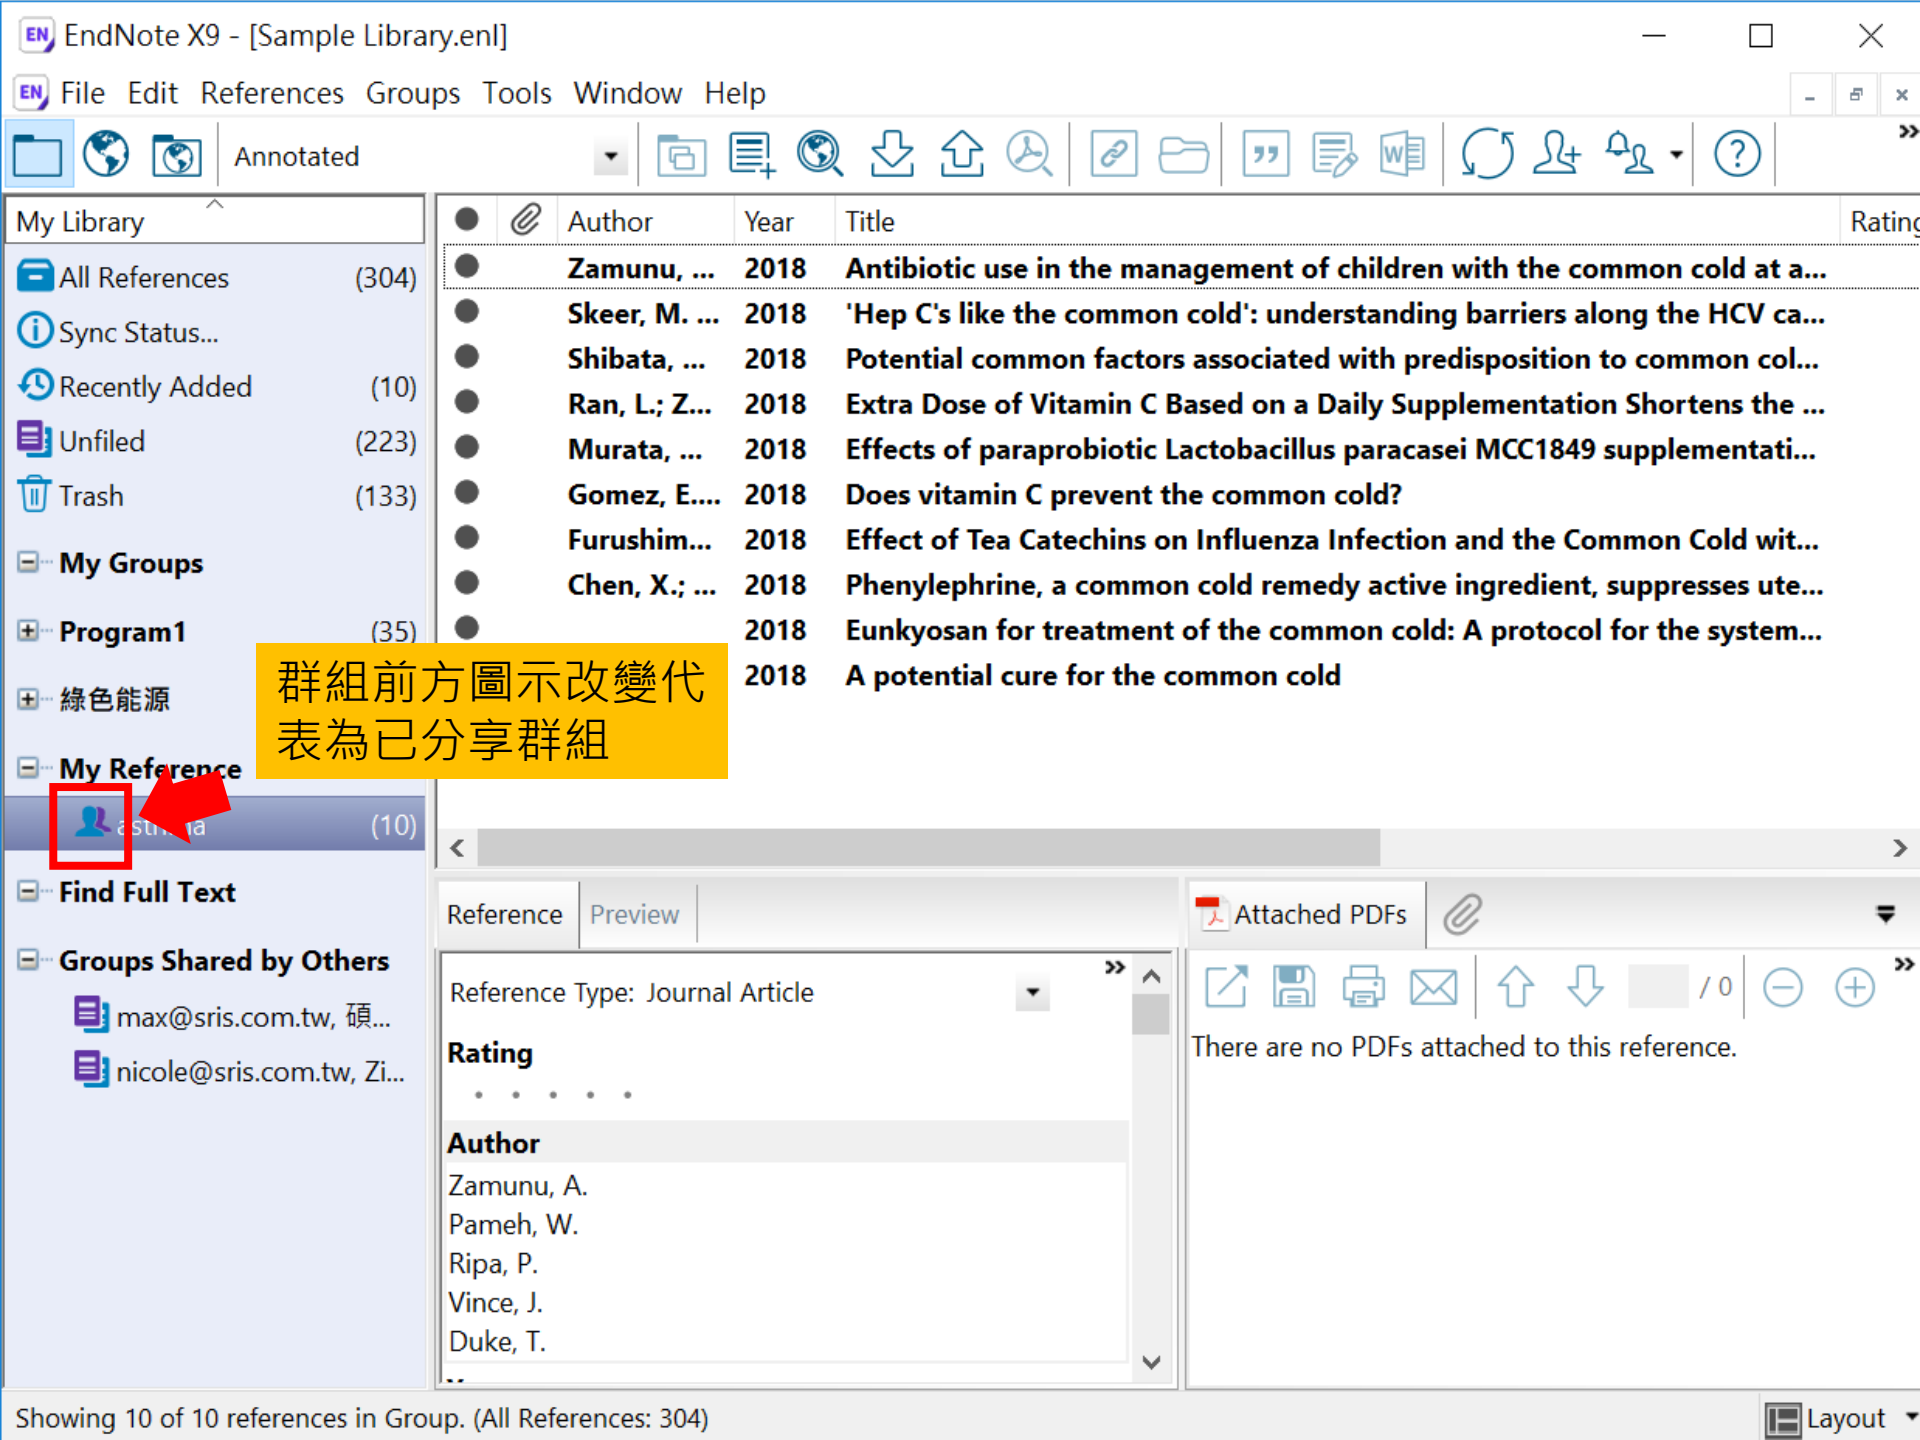 EndNote X9 - [Sample Library.enl]
File Edit References Groups Tools Window Help
Annotated
My Library
All References (304)
Sync Status...
Recently Added (10)
Unfiled (223)
Trash (133)
My Groups
Program1 (35)
綠色能源
My Reference
(10)
Find Full Text
Groups Shared by Others
max@sris.com.tw, 碩...
nicole@sris.com.tw, Zi...
群組前方圖示改變代
表為已分享群組
Author Year Title Rating
Zamunu, ... 2018 Antibiotic use in the management of children with the common cold at a...
Skeer, M. ... 2018 'Hep C's like the common cold': understanding barriers along the HCV ca...
Shibata, ... 2018 Potential common factors associated with predisposition to common col...
Ran, L.; Z... 2018 Extra Dose of Vitamin C Based on a Daily Supplementation Shortens the ...
Murata, ... 2018 Effects of paraprobiotic Lactobacillus paracasei MCC1849 supplementati...
Gomez, E.... 2018 Does vitamin C prevent the common cold?
Furushim... 2018 Effect of Tea Catechins on Influenza Infection and the Common Cold wit...
Chen, X.; ... 2018 Phenylephrine, a common cold remedy active ingredient, suppresses ute...
2018 Eunkyosan for treatment of the common cold: A protocol for the system...
2018 A potential cure for the common cold
Reference Preview
Reference Type: Journal Article
Rating
Author
Zamunu, A.
Pameh, W.
Ripa, P.
Vince, J.
Duke, T.
Attached PDFs
/ 0
There are no PDFs attached to this reference.
Showing 10 of 10 references in Group. (All References: 304)
Layout